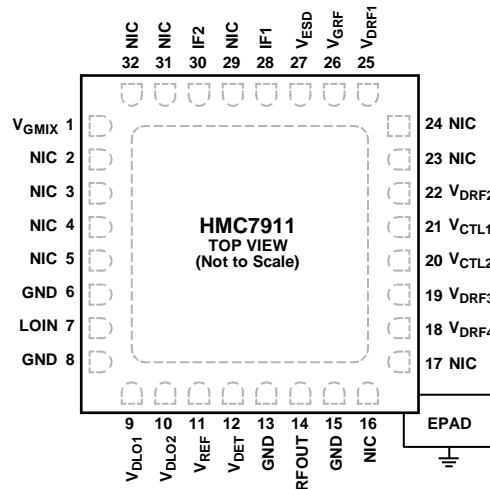 NIC 32
NIC 31
IF2 30
NIC 29
IF1 28
VESD 27
VGRF 26
VDRF1 25
VGMIX 1
NIC 2
NIC 3
NIC 4
NIC 5
GND 6
LOIN 7
GND 8
HMC7911
TOP VIEW
(Not to Scale)
24 NIC
23 NIC
22 VDRF2
21 VCTL1
20 VCTL2
19 VDRF3
18 VDRF4
17 NIC
9 VDLO1
10 VDLO2
11 VREF
12 VDET
13 GND
14 RFOUT
15 GND
16 NIC
EPAD